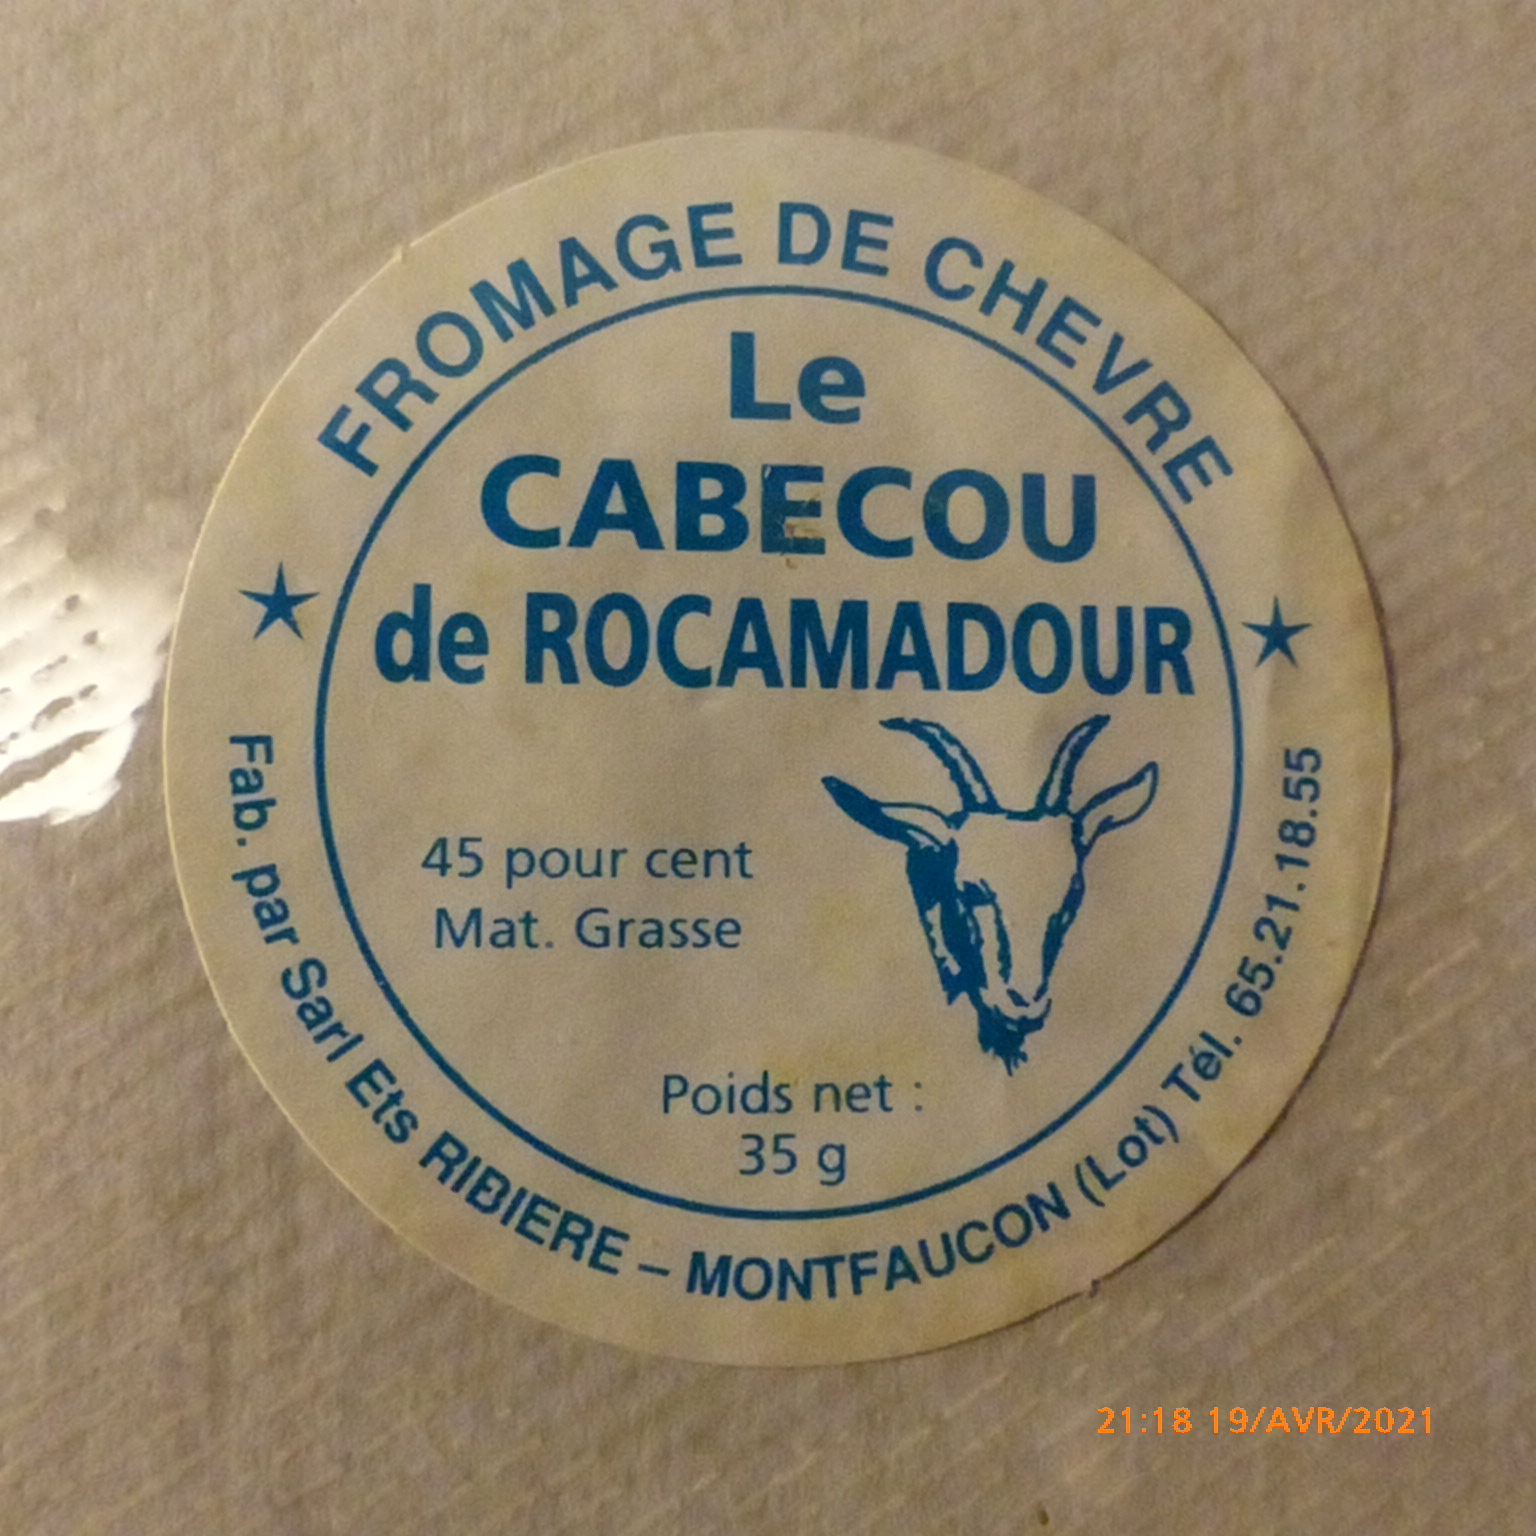 FROMAGE DE CHEVRE
Le
CABECOU
de ROCAMADOUR
45 pour cent
Mat. Grasse
Poids net :
35 g
Fab. par Sarl Ets RIBIERE – MONTFAUCON (Lot) Tél. 65.21.18.55
21:18 19/AVR/2021